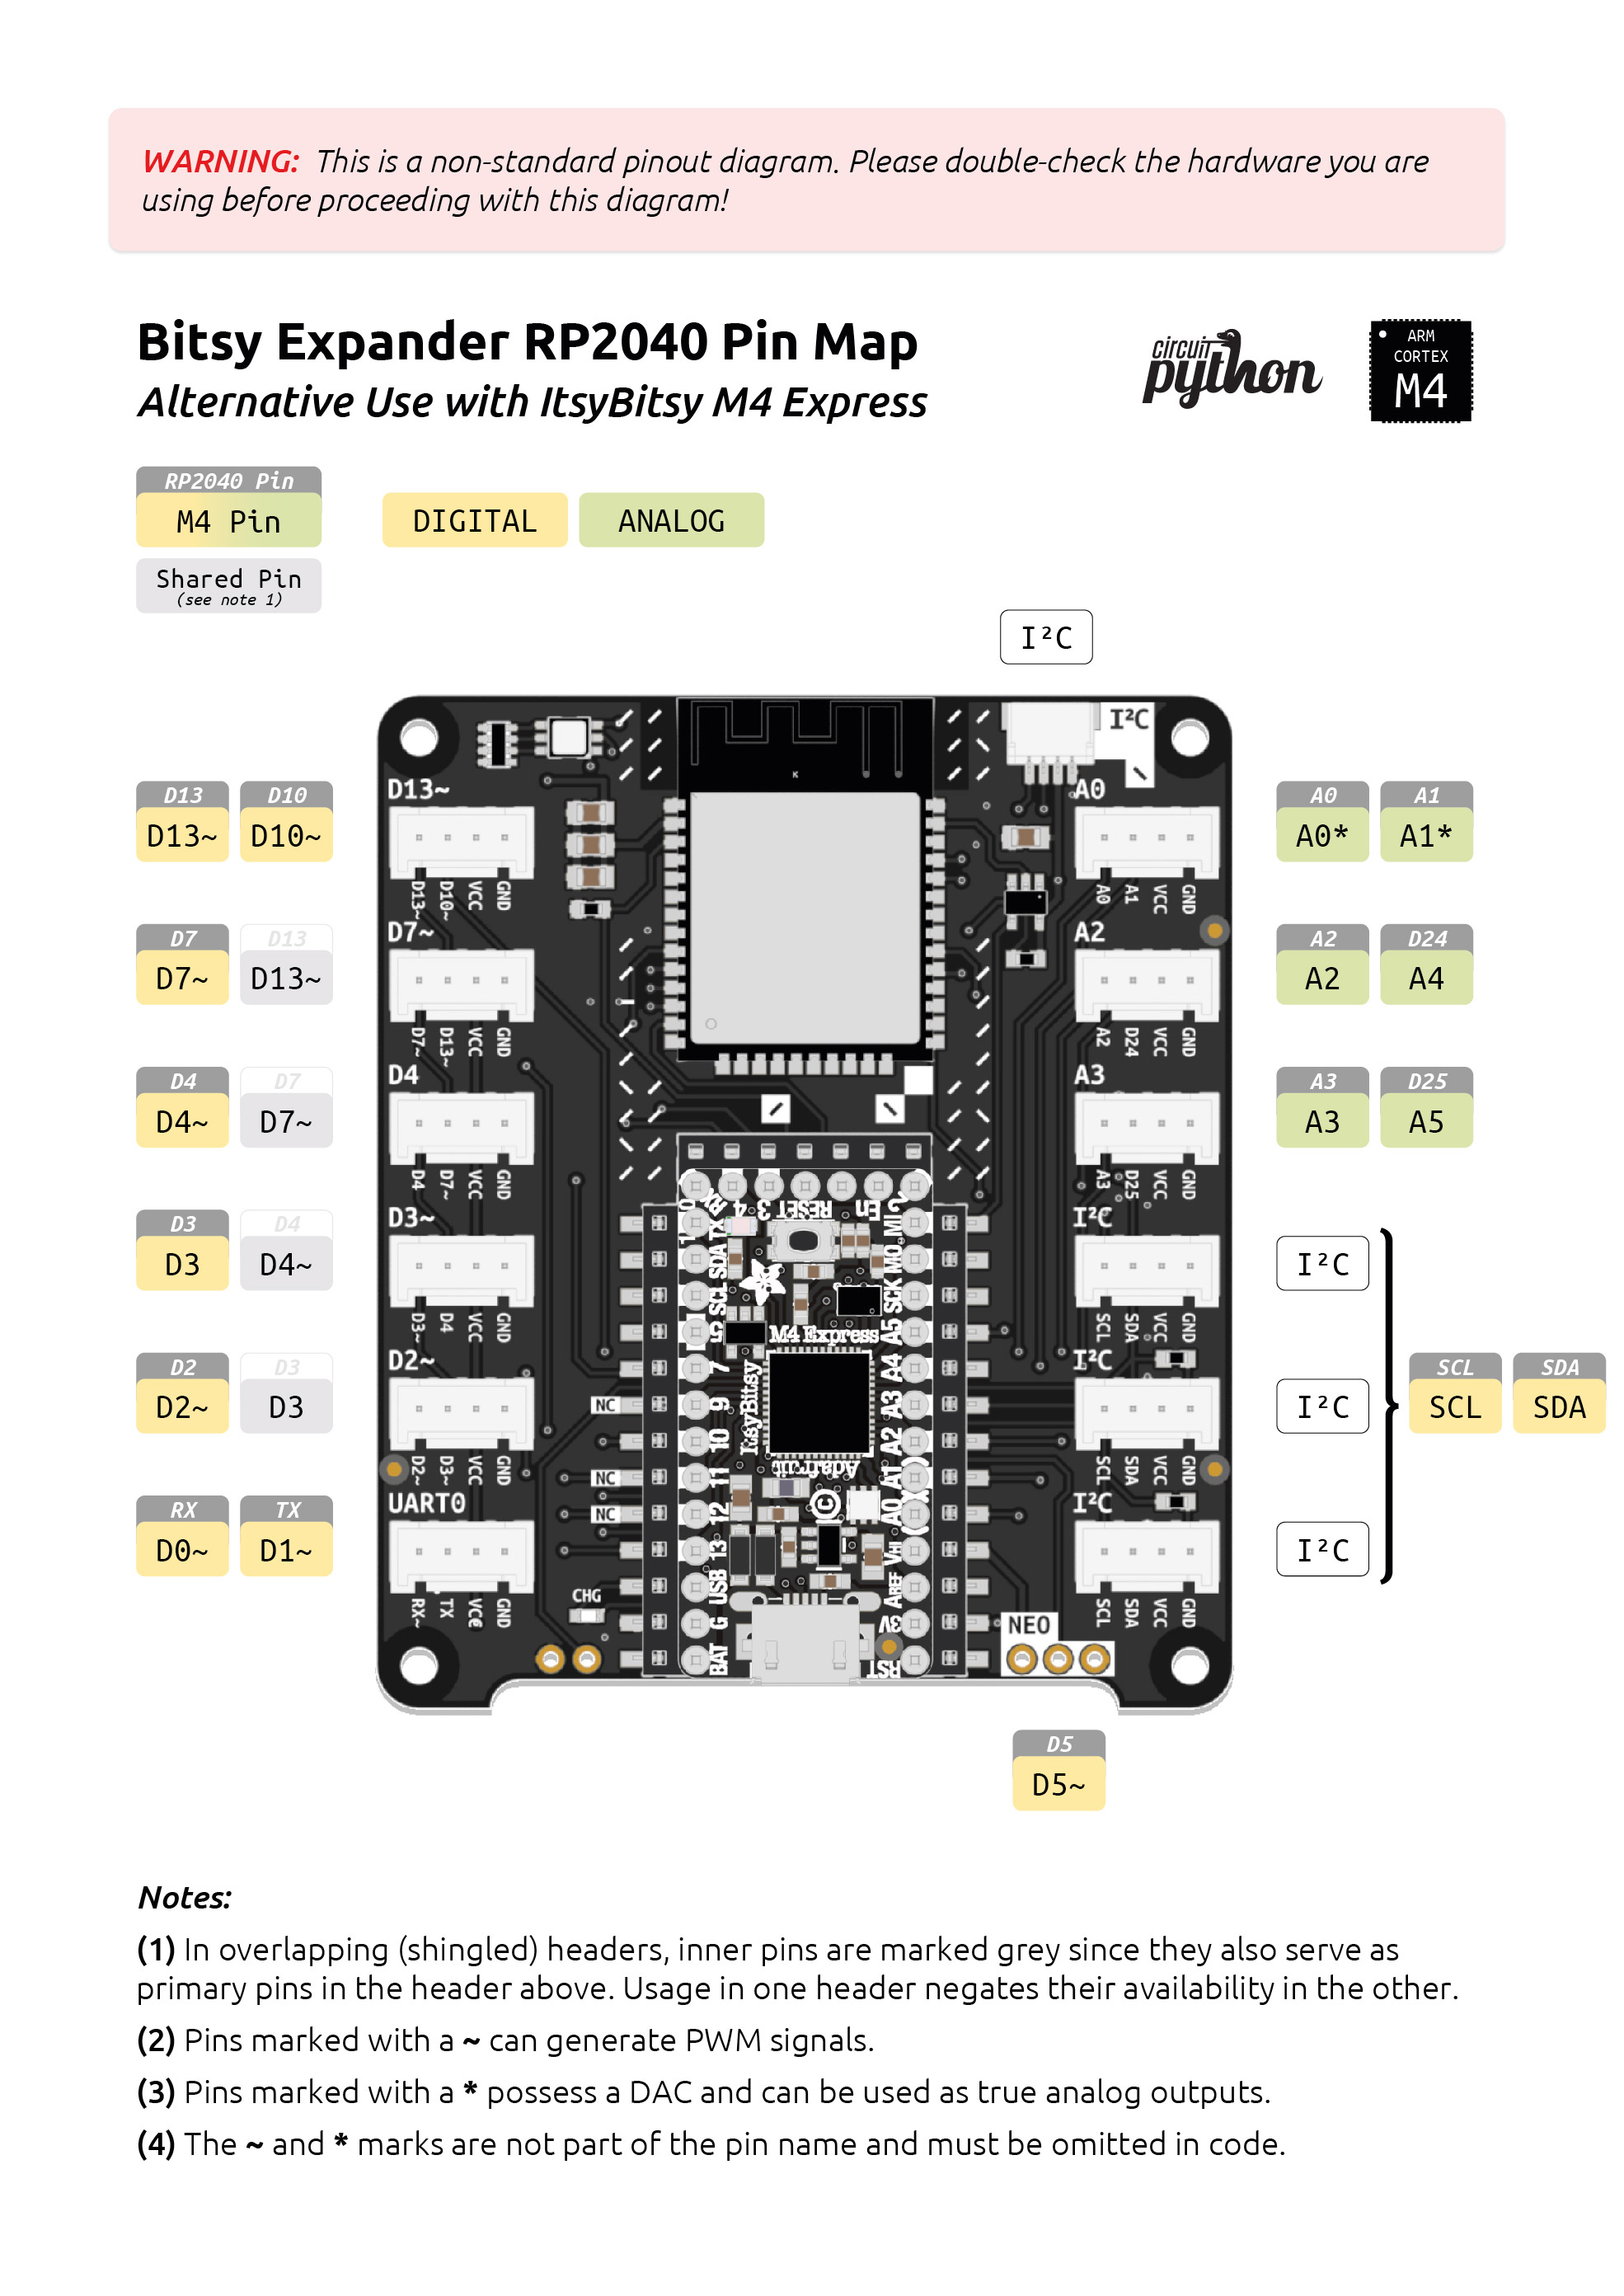 WARNING: This is a non-standard pinout diagram. Please double-check the hardware you are
using before proceeding with this diagram!
Bitsy Expander RP2040 Pin Map
Alternative Use with ItsyBitsy M4 Express
circuit
python
ARM
CORTEX
M4
RP2040 Pin
M4 Pin
DIGITAL
ANALOG
Shared Pin
(see note 1)
I²C
I²C
D13 D10
D13~ D10~
D13~
D13~ D10~ VCC GND
A0
A0 A1 VCC GND
A0 A1
A0* A1*
D7 D13
D7~ D13~
D7~
D7~ D13~ VCC GND
A2
A2 D24 VCC GND
A2 D24
A2 A4
D4 D7
D4~ D7~
D4
D4 D7~ VCC GND
A3
A3 D25 VCC GND
A3 D25
A3 A5
D3 D4
D3 D4~
D3~
D3~ D4 VCC GND
I²C
SCL SDA VCC GND
I²C
D2 D3
D2~ D3
D2~
D2~ D3~ VCC GND
I²C
SCL SDA VCC GND
I²C
SCL SDA
SCL SDA
RX TX
D0~ D1~
UART0
RX~ TX VCC GND
I²C
SCL SDA VCC GND
I²C
4 3 RESET En 2
TX SDA SCL 5 7 9 10 11 12 13 USB G BAT
MI MO SCK A5 A4 A3 A2 A1 A0 VHI AREF 3V RST
M4 Express
ItsyBitsy
Adafruit
NC
NC
NC
CHG
NEO
D5
D5~
Notes:
(1) In overlapping (shingled) headers, inner pins are marked grey since they also serve as
primary pins in the header above. Usage in one header negates their availability in the other.
(2) Pins marked with a ~ can generate PWM signals.
(3) Pins marked with a * possess a DAC and can be used as true analog outputs.
(4) The ~ and * marks are not part of the pin name and must be omitted in code.